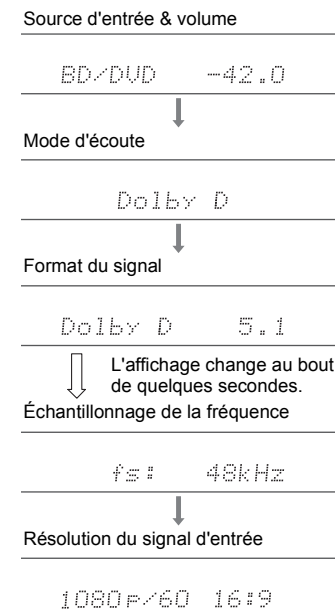 Source d'entrée & volume
BD/DVD -42.0
Mode d'écoute
Dolby D
Format du signal
Dolby D 5.1
L'affichage change au bout
de quelques secondes.
Échantillonnage de la fréquence
fs: 48kHz
Résolution du signal d'entrée
1080p/60 16:9